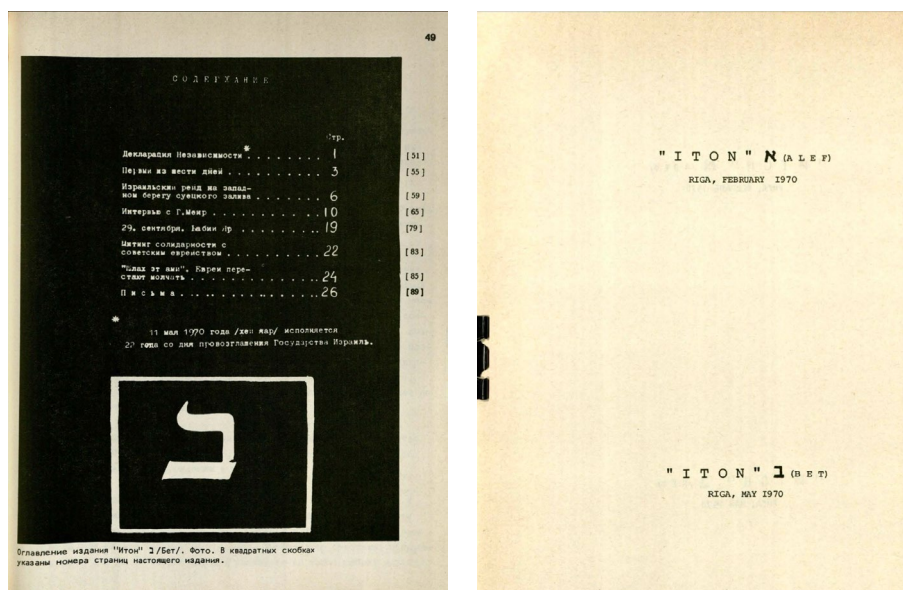 49
СОДЕРЖАНИЕ
Стр.
Декларация Независимости * . . . . . . . . 1 [51]
Первый из шести дней . . . . . . . . . . 3 [55]
Израильский рейд на запад-
ном берегу суецкого залива . . . . . . 6 [59]
Интервью с Г.Меир . . . . . . . . . . . 10 [65]
29. сентября. Бабий Яр . . . . . . . . 19 [79]
Митинг солидарности с
советским еврейством . . . . . . . . . 22 [83]
"Шлах эт ами". Евреи пере-
стают молчать . . . . . . . . . . . . . 24 [85]
Письма . . . . . . . . . . . . . . . . 26 [89]
*
11 мая 1970 года /хей яар/ исполняется
22 года со дня провозглашения Государства Израиль.
ב
Оглавление издания "Итон" ב /Бет/. Фото. В квадратных скобках
указаны номера страниц настоящего издания.
"ITON" א (ALEF)
RIGA, FEBRUARY 1970
"ITON" ב (BET)
RIGA, MAY 1970